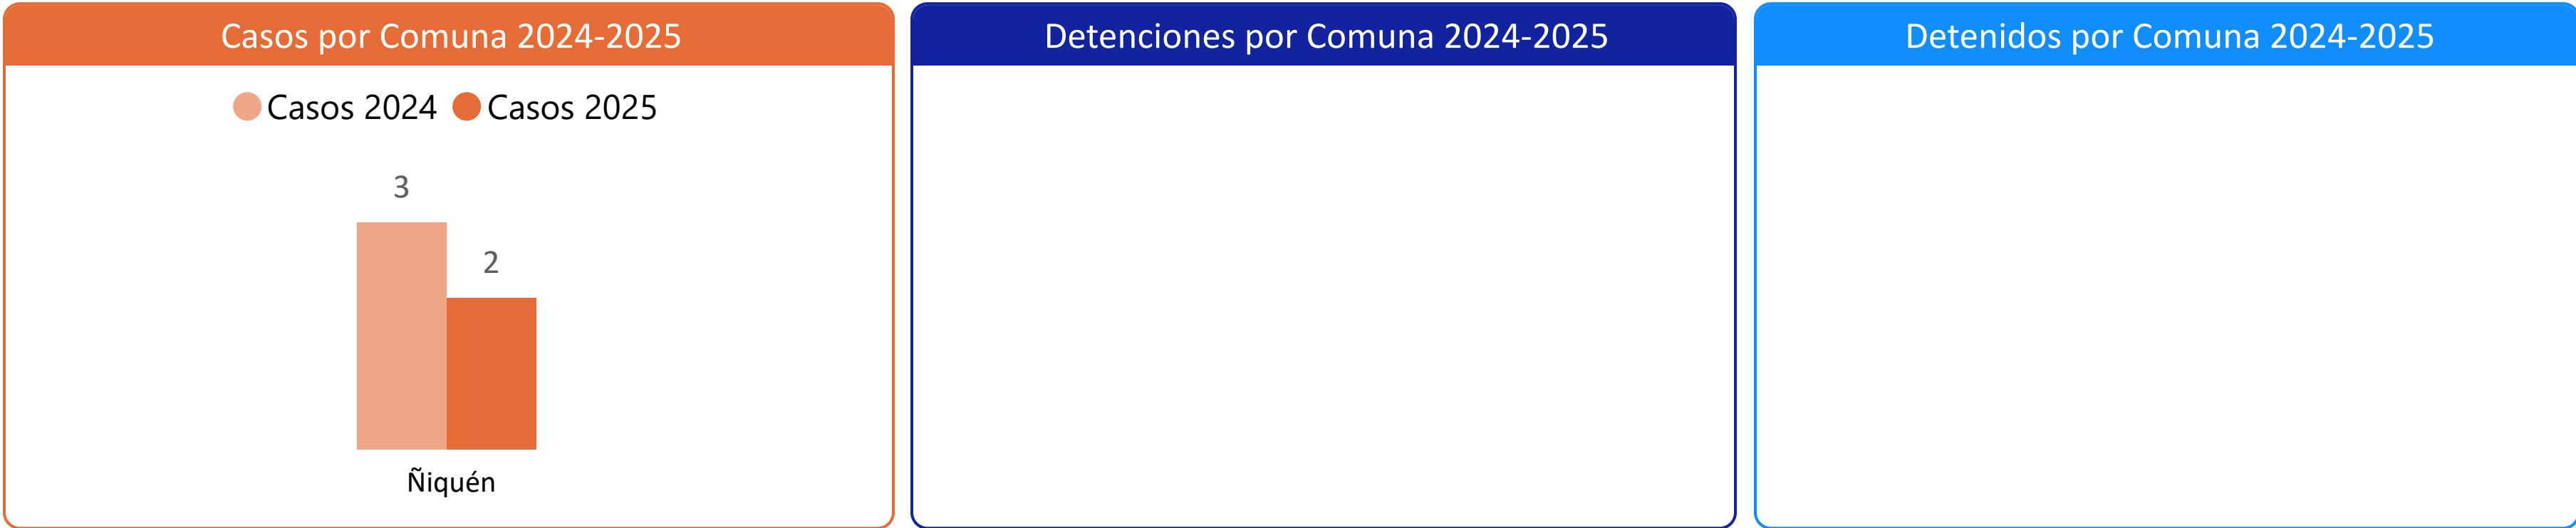 Casos por Comuna 2024-2025
Casos 2024 Casos 2025
3
2
Ñiquén
Detenciones por Comuna 2024-2025
Detenidos por Comuna 2024-2025